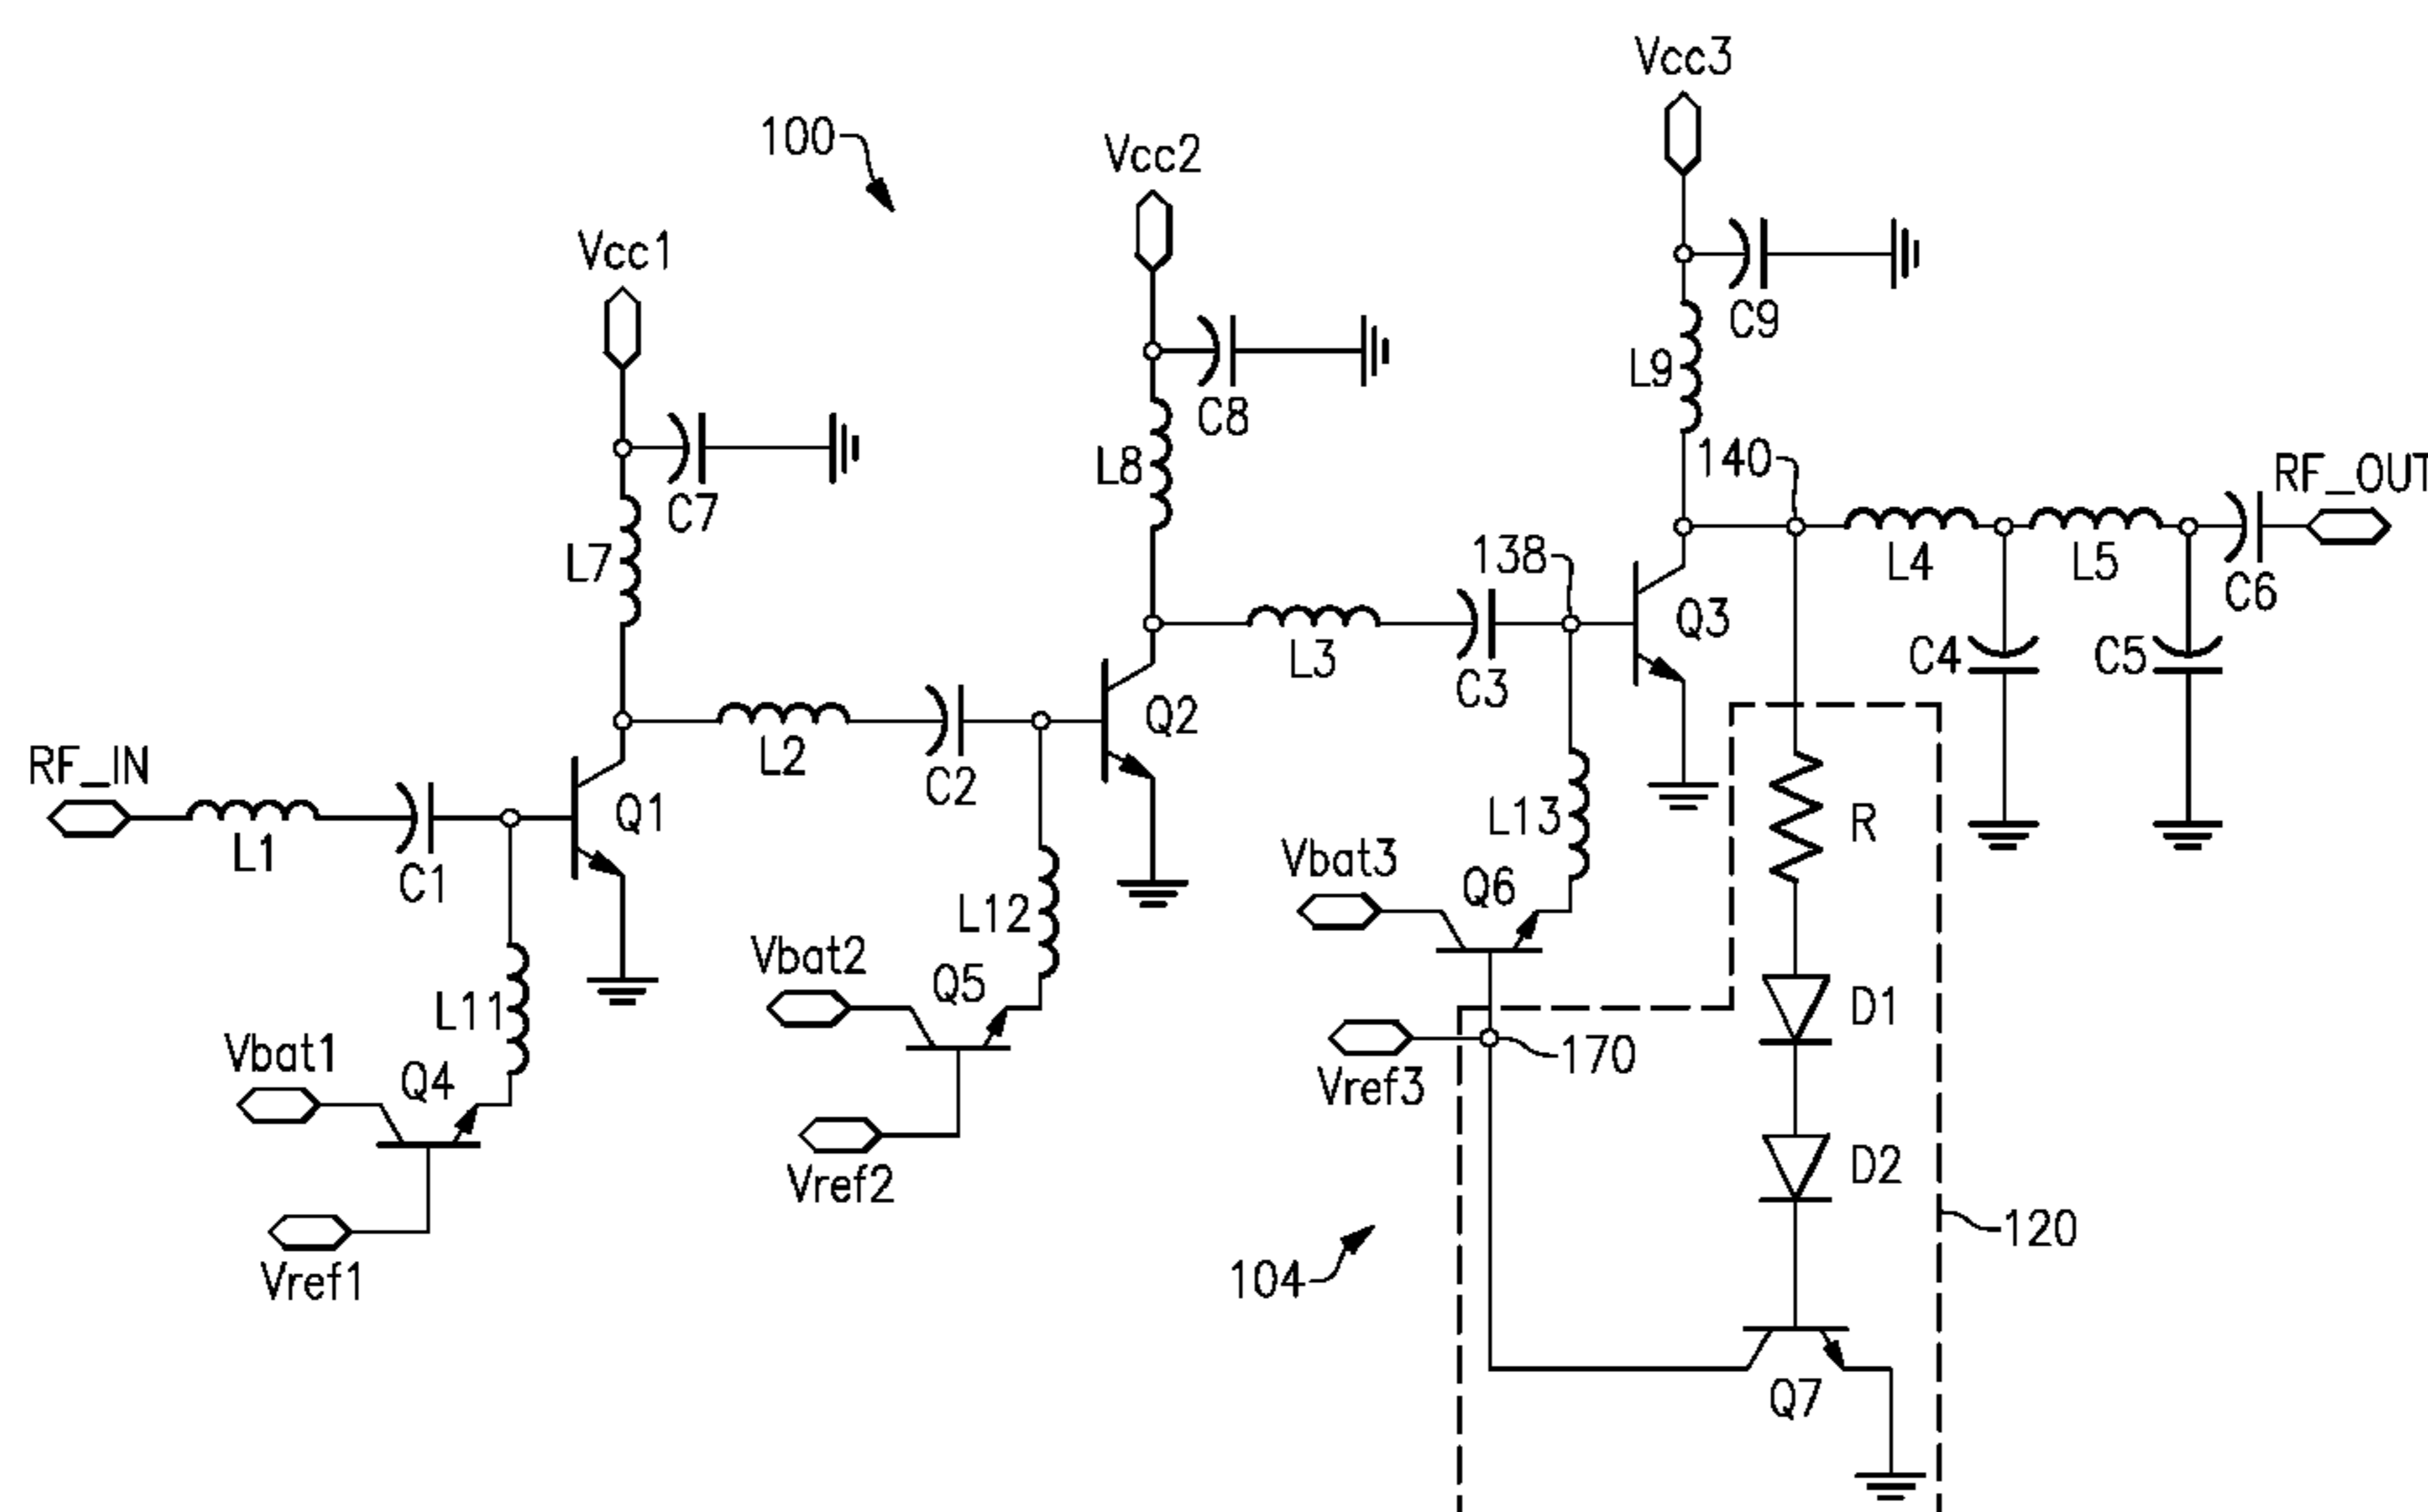 Vcc3
100
Vcc2
Vcc1
C9
L9
C8
140
RF_OUT
L8
C7
138
L7
L4
L5
C6
Q3
L3
C4
C5
C3
Q2
L2
RF_IN
C2
Q1
L13
R
L1
C1
Vbat3
Q6
L12
Vbat2
Q5
L11
D1
Vbat1
170
Q4
Vref3
Vref2
D2
120
104
Vref1
Q7